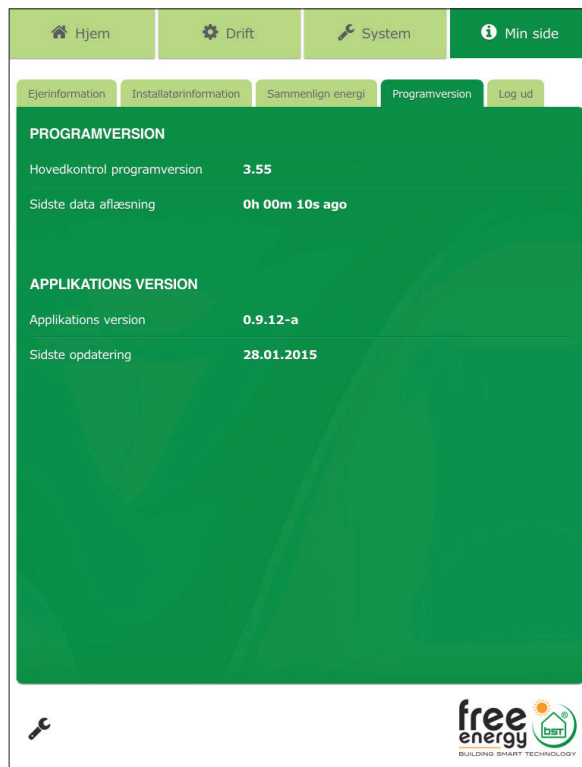 Hjem
Drift
System
Min side
Ejerinformation
Installatørinformation
Sammenlign energi
Programversion
Log ud
PROGRAMVERSION
Hovedkontrol programversion 3.55
Sidste data aflæsning 0h 00m 10s ago
APPLIKATIONS VERSION
Applikations version 0.9.12-a
Sidste opdatering 28.01.2015
free
energy
bst®
BUILDING SMART TECHNOLOGY